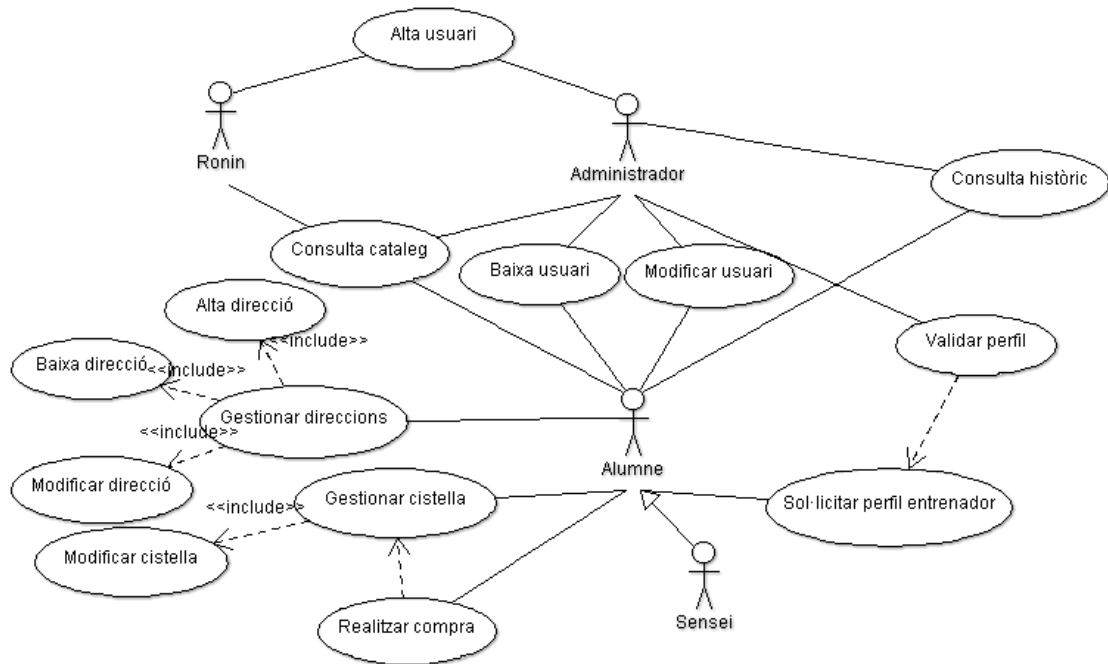 Alta usuari
Ronin
Administrador
Consulta històric
Consulta cataleg
Baixa usuari
Modificar usuari
Alta direcció
<<include>>
Validar perfil
Baixa direcció
<<include>>
Gestionar direccions
<<include>>
Alumne
Modificar direcció
Gestionar cistella
Sol·licitar perfil entrenador
<<include>>
Modificar cistella
Realitzar compra
Sensei